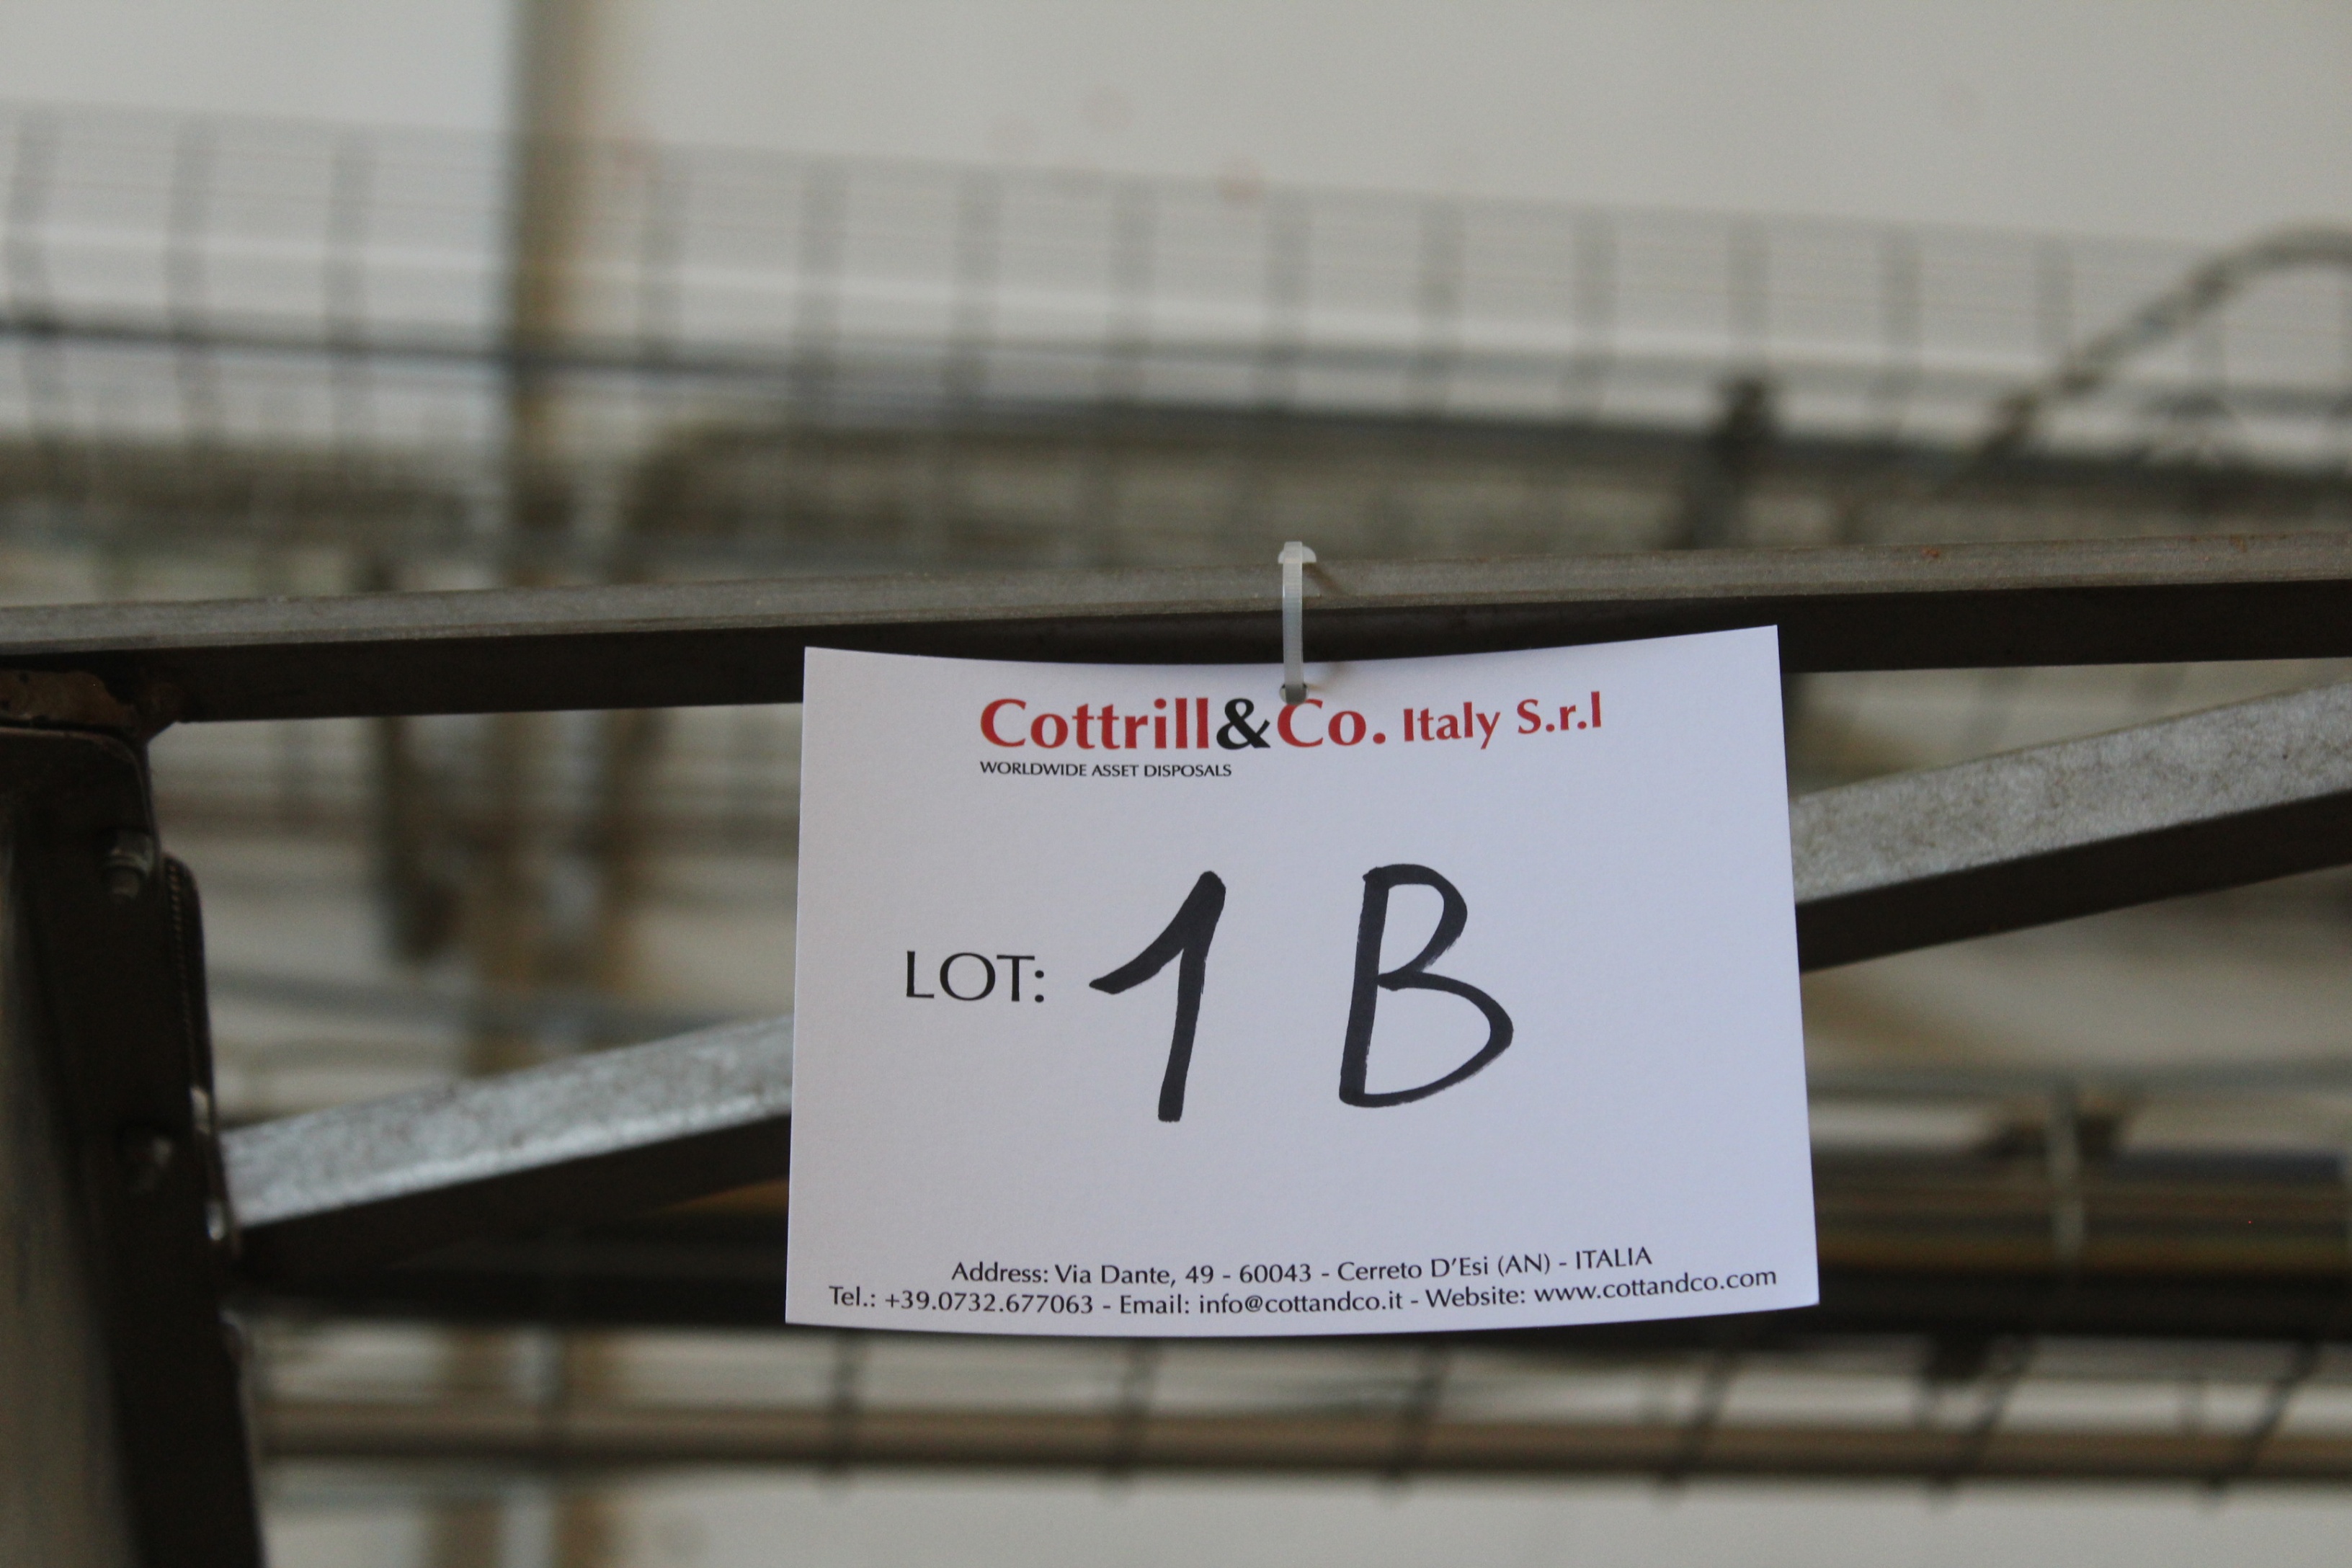 Cottrill&Co. Italy S.r.l
WORLDWIDE ASSET DISPOSALS
LOT: 1 B
Address: Via Dante, 49 - 60043 - Cerreto D'Esi (AN) - ITALIA
Tel.: +39.0732.677063 - Email: info@cottandco.it - Website: www.cottandco.com